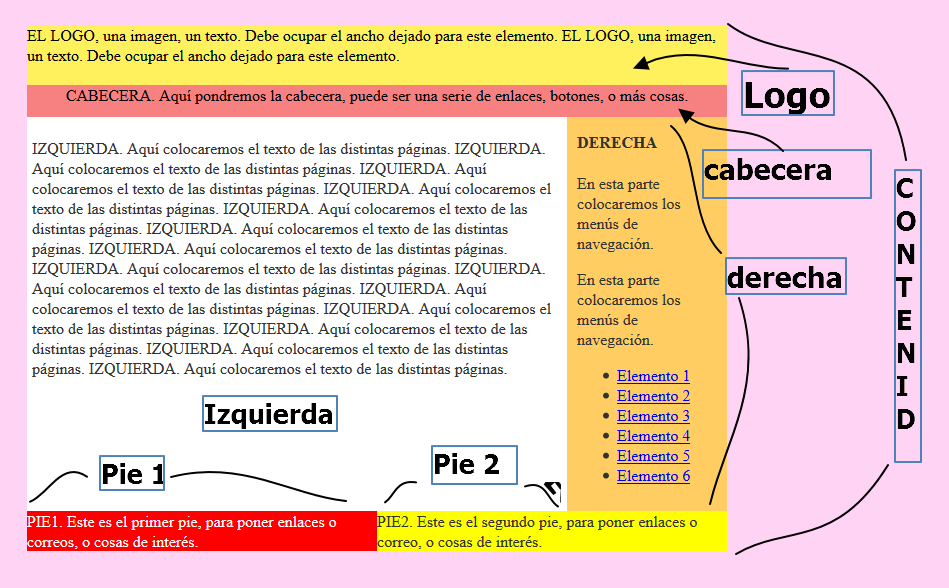 EL LOGO, una imagen, un texto. Debe ocupar el ancho dejado para este elemento. EL LOGO, una imagen,
un texto. Debe ocupar el ancho dejado para este elemento.
Logo
CABECERA. Aquí pondremos la cabecera, puede ser una serie de enlaces, botones, o más cosas.
cabecera
IZQUIERDA. Aquí colocaremos el texto de las distintas páginas. IZQUIERDA.
Aquí colocaremos el texto de las distintas páginas. IZQUIERDA. Aquí
colocaremos el texto de las distintas páginas. IZQUIERDA. Aquí colocaremos el
texto de las distintas páginas. IZQUIERDA. Aquí colocaremos el texto de las
distintas páginas. IZQUIERDA. Aquí colocaremos el texto de las distintas
páginas. IZQUIERDA. Aquí colocaremos el texto de las distintas páginas.
IZQUIERDA. Aquí colocaremos el texto de las distintas páginas. IZQUIERDA.
Aquí colocaremos el texto de las distintas páginas. IZQUIERDA. Aquí
colocaremos el texto de las distintas páginas. IZQUIERDA. Aquí colocaremos el
texto de las distintas páginas. IZQUIERDA. Aquí colocaremos el texto de las
distintas páginas. IZQUIERDA. Aquí colocaremos el texto de las distintas
páginas. IZQUIERDA. Aquí colocaremos el texto de las distintas páginas.
Izquierda
DERECHA
En esta parte
colocaremos los
menús de
navegación.
En esta parte
colocaremos los
menús de
navegación.
Elemento 1
Elemento 2
Elemento 3
Elemento 4
Elemento 5
Elemento 6
derecha
CONTENID
Pie 1
Pie 2
PIE1. Este es el primer pie, para poner enlaces o
correos, o cosas de interés.
PIE2. Este es el segundo pie, para poner enlaces o
correo, o cosas de interés.